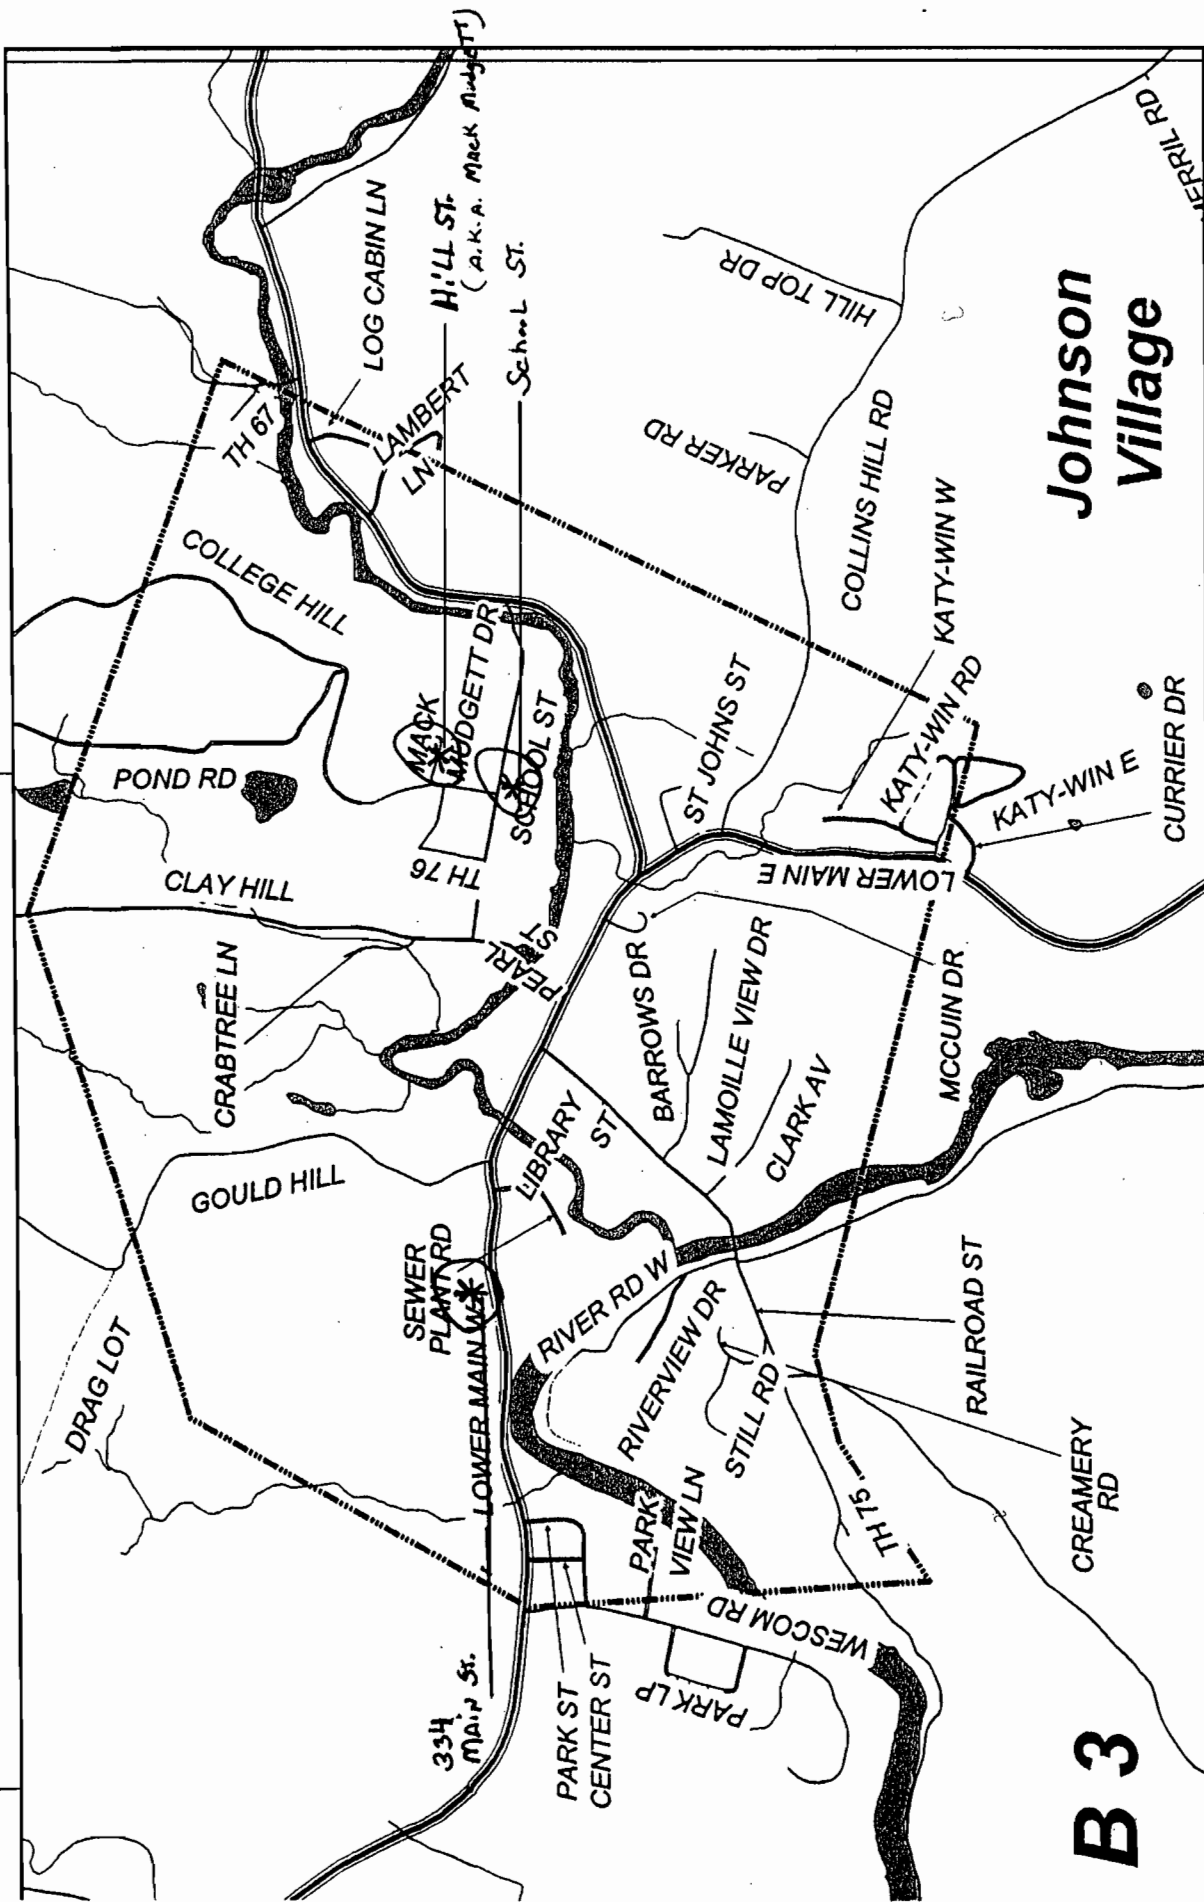 Hill St.
(A.K.A. Mack Mudgett)
School St.
334
Main St.
LOG CABIN LN
LAMBERT
LN
TH 67
COLLEGE HILL
MACK
MUDGETT DR
SCHOOL ST
POND RD
TH 76
CLAY HILL
PEARL
ST
CRABTREE LN
GOULD HILL
DRAG LOT
SEWER
PLANT RD
LOWER MAIN W
LIBRARY
ST
BARROWS DR
LAMOILLE VIEW DR
CLARK AV
MCCUIN DR
LOWER MAIN E
ST JOHNS ST
KATY-WIN RD
KATY-WIN W
KATY-WIN E
CURRIER DR
COLLINS HILL RD
PARKER RD
HILL TOP DR
JERRIL RD
RIVER RD W
RIVERVIEW DR
STILL RD
RAILROAD ST
CREAMERY
RD
TH 75
PARK
VIEW LN
WESCOM RD
PARK LP
PARK ST
CENTER ST
Johnson
Village
B 3